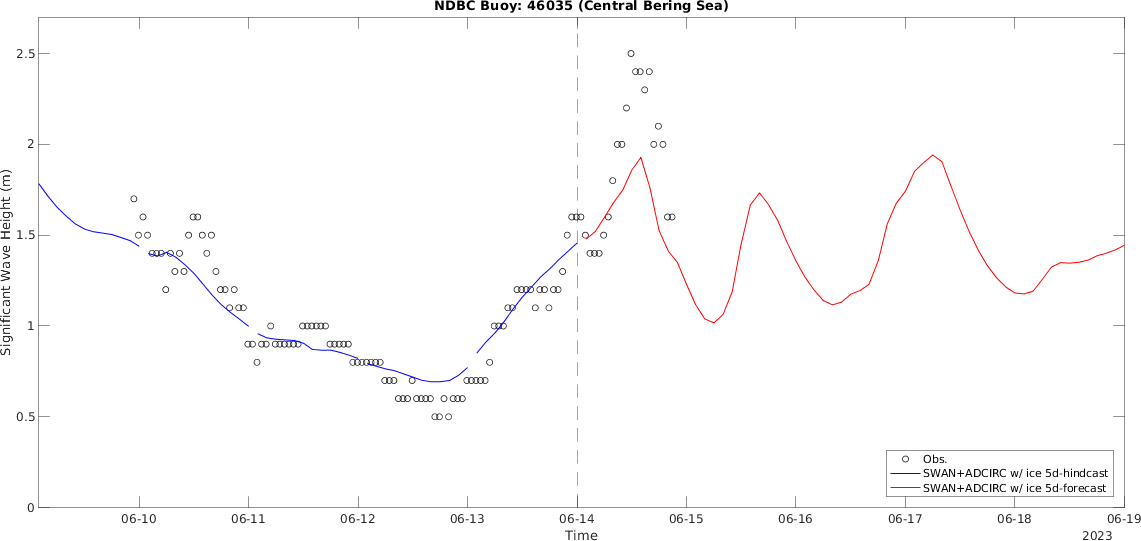 NDBC Buoy: 46035 (Central Bering Sea)
Significant Wave Height (m)
2.5
2
1.5
1
0.5
0
Obs.
SWAN+ADCIRC w/ ice 5d-hindcast
SWAN+ADCIRC w/ ice 5d-forecast
06-10 06-11 06-12 06-13 06-14 06-15 06-16 06-17 06-18 06-19
Time
2023